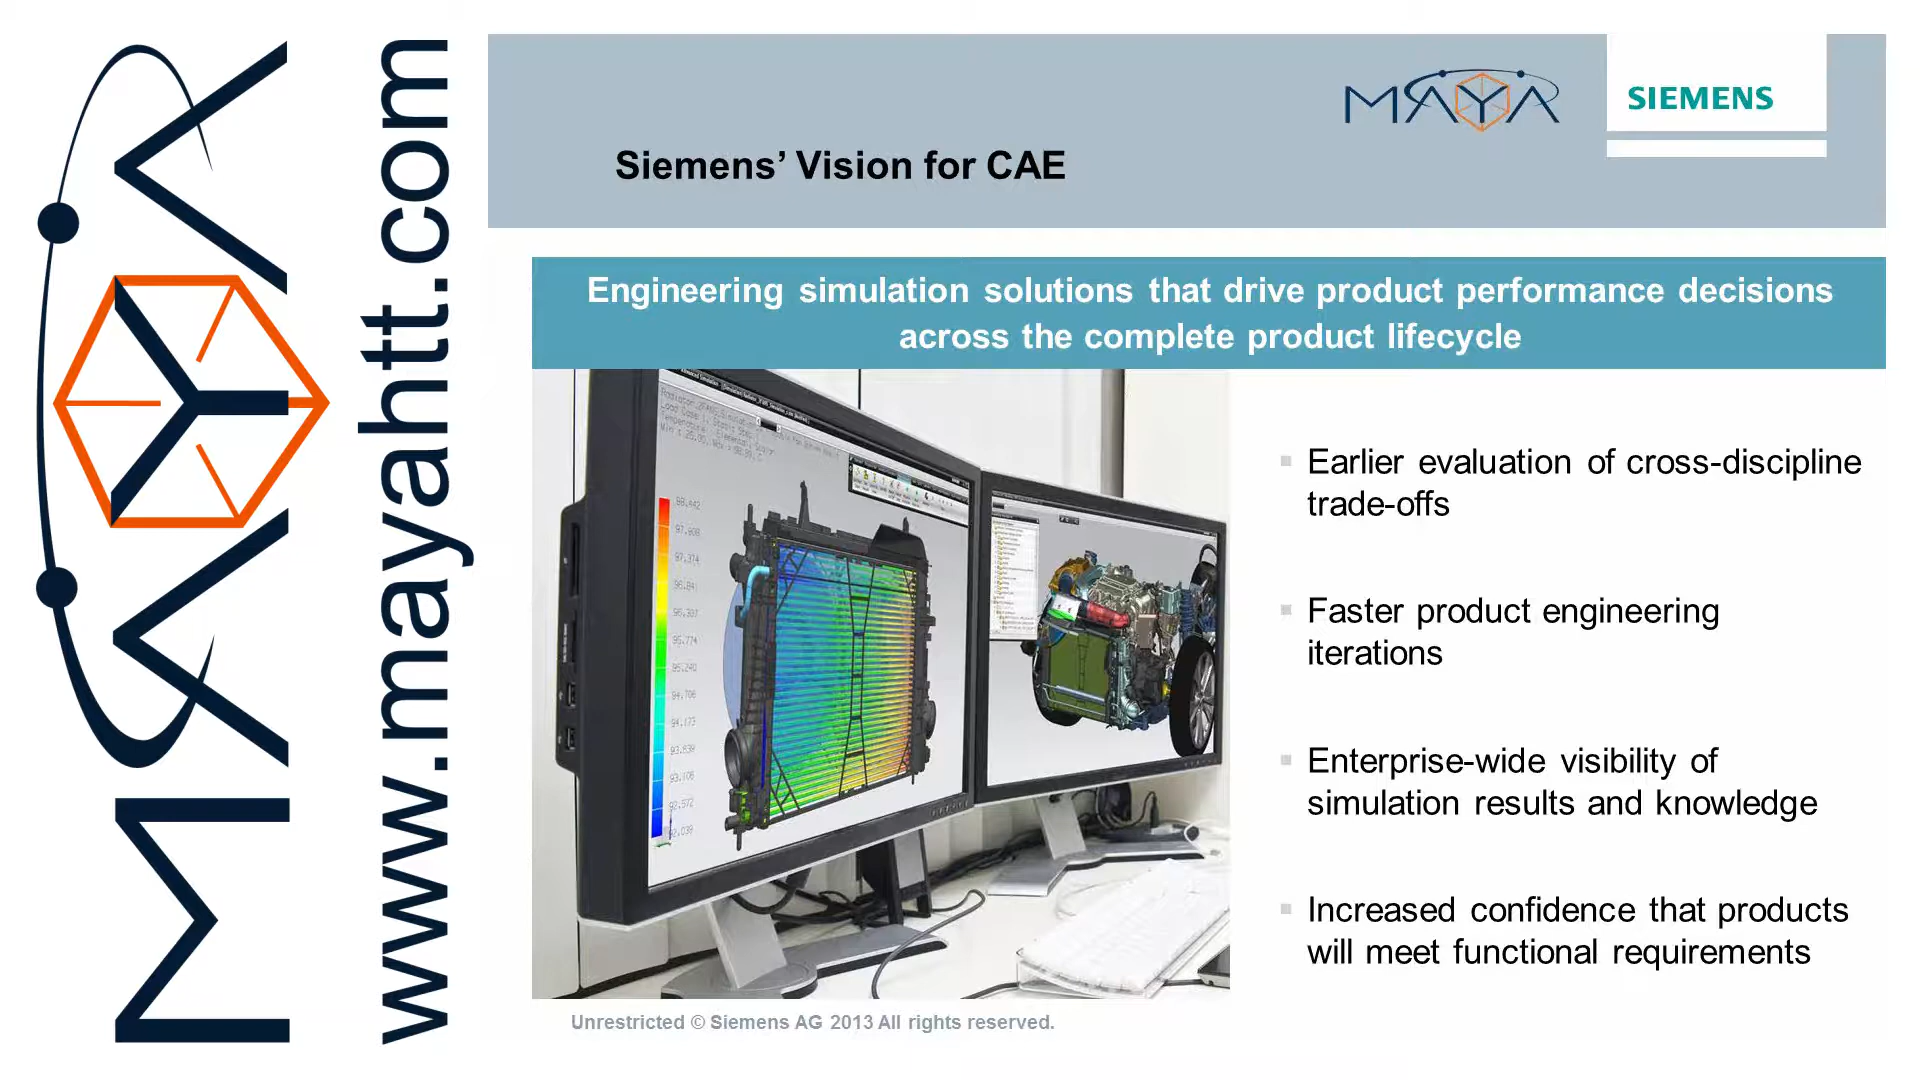 MAYA
www.mayahtt.com
MAYA
SIEMENS
Siemens’ Vision for CAE
Engineering simulation solutions that drive product performance decisions
across the complete product lifecycle
▪ Earlier evaluation of cross-discipline
trade-offs
▪ Faster product engineering
iterations
▪ Enterprise-wide visibility of
simulation results and knowledge
▪ Increased confidence that products
will meet functional requirements
Unrestricted © Siemens AG 2013 All rights reserved.